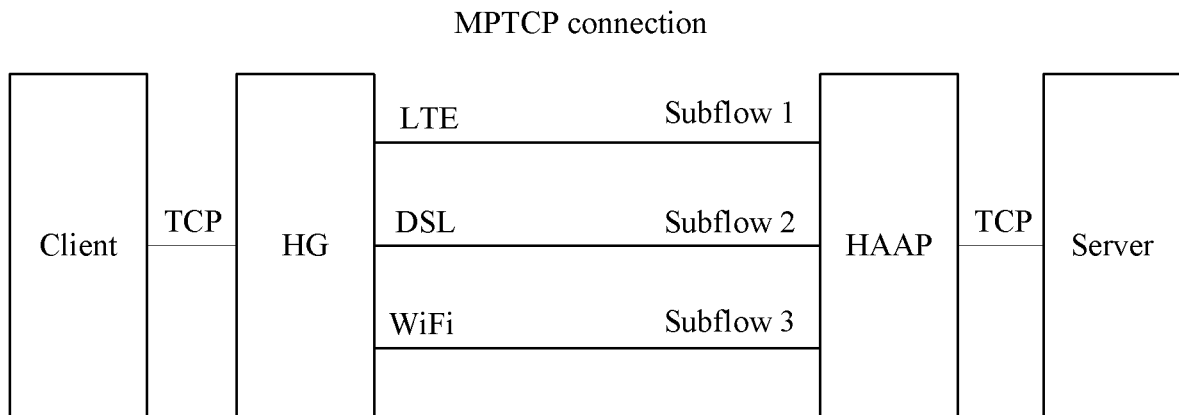 MPTCP connection
LTE
Subflow 1
TCP
DSL
Subflow 2
TCP
Client
HG
HAAP
Server
WiFi
Subflow 3